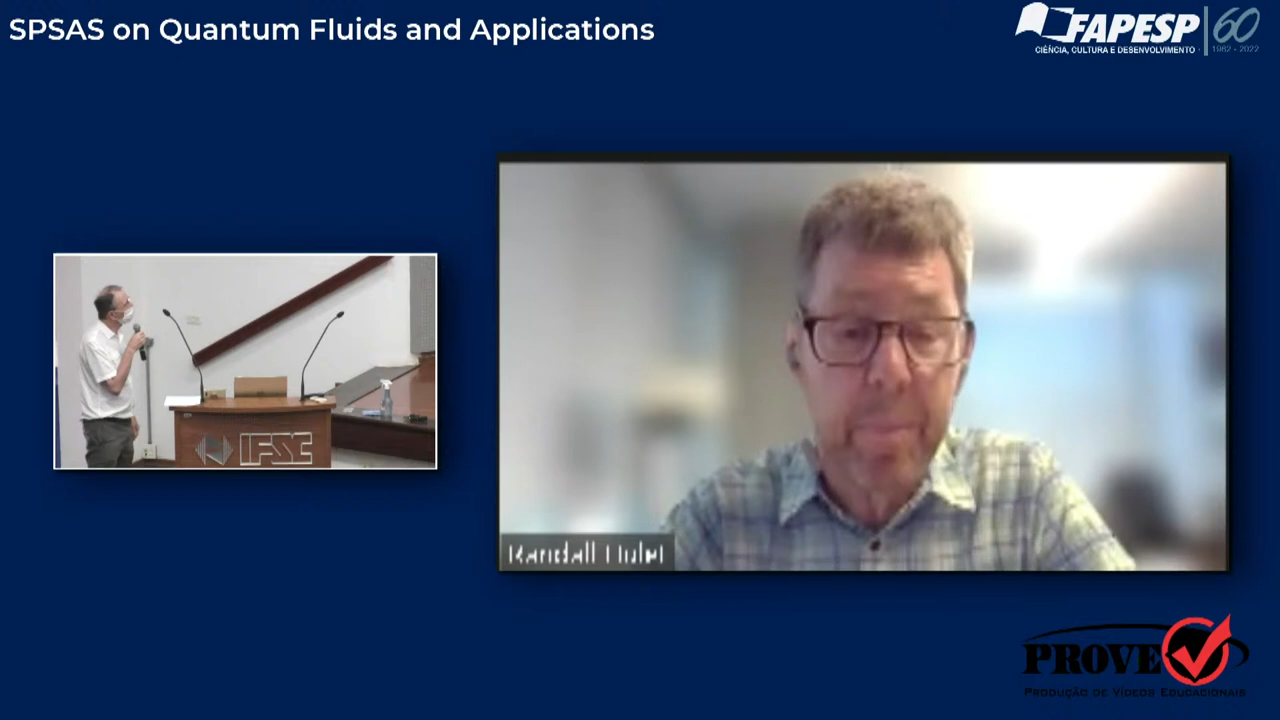 SPSAS on Quantum Fluids and Applications
FAPESP 60
CIÊNCIA, CULTURA E DESENVOLVIMENTO
1962 - 2022
IFSC
Randall Hulet
PROVE
PRODUÇÃO DE VÍDEOS EDUCACIONAIS